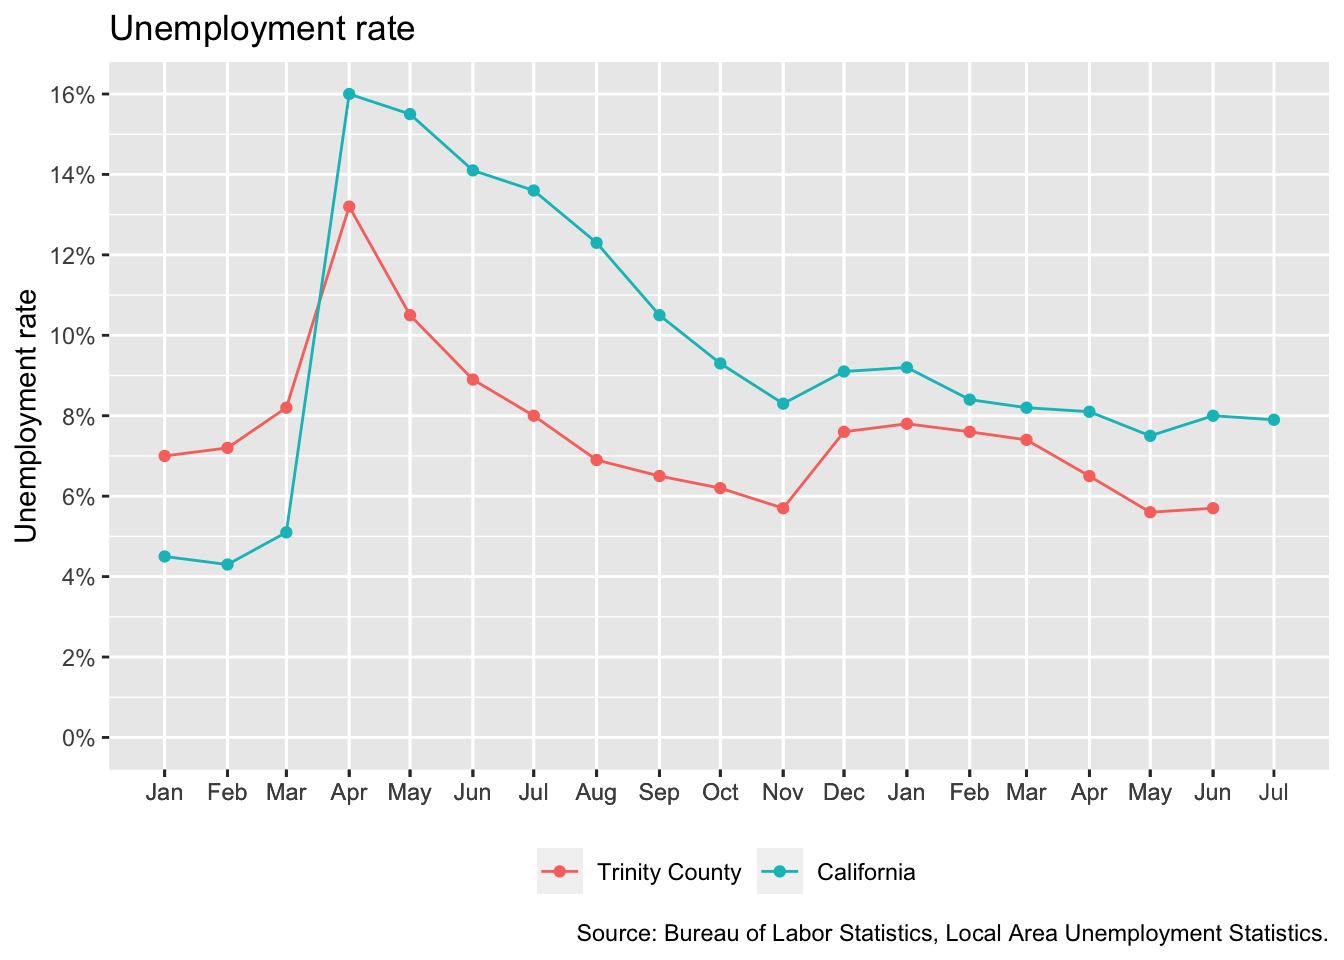 Unemployment rate
Unemployment rate
16%
14%
12%
10%
8%
6%
4%
2%
0%
Jan Feb Mar Apr May Jun Jul Aug Sep Oct Nov Dec Jan Feb Mar Apr May Jun Jul
Trinity County California
Source: Bureau of Labor Statistics, Local Area Unemployment Statistics.